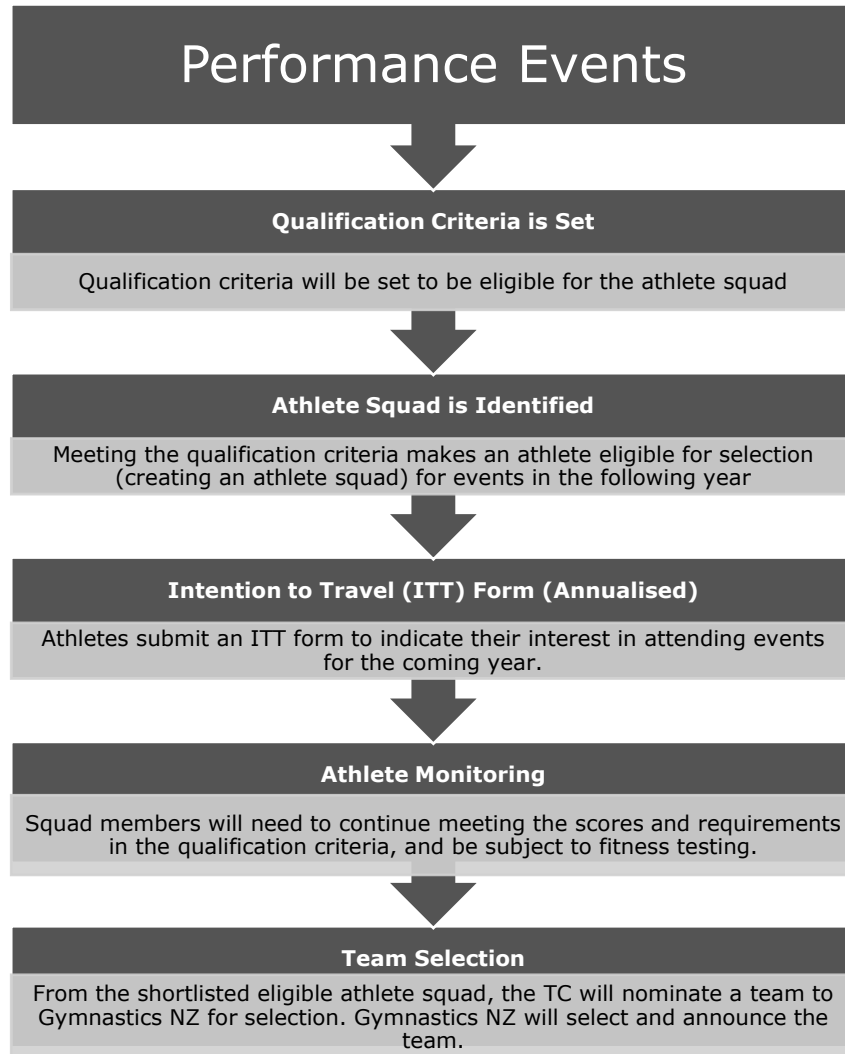 Performance Events
Qualification Criteria is Set
Qualification criteria will be set to be eligible for the athlete squad
Athlete Squad is Identified
Meeting the qualification criteria makes an athlete eligible for selection
(creating an athlete squad) for events in the following year
Intention to Travel (ITT) Form (Annualised)
Athletes submit an ITT form to indicate their interest in attending events
for the coming year.
Athlete Monitoring
Squad members will need to continue meeting the scores and requirements
in the qualification criteria, and be subject to fitness testing.
Team Selection
From the shortlisted eligible athlete squad, the TC will nominate a team to
Gymnastics NZ for selection. Gymnastics NZ will select and announce the
team.